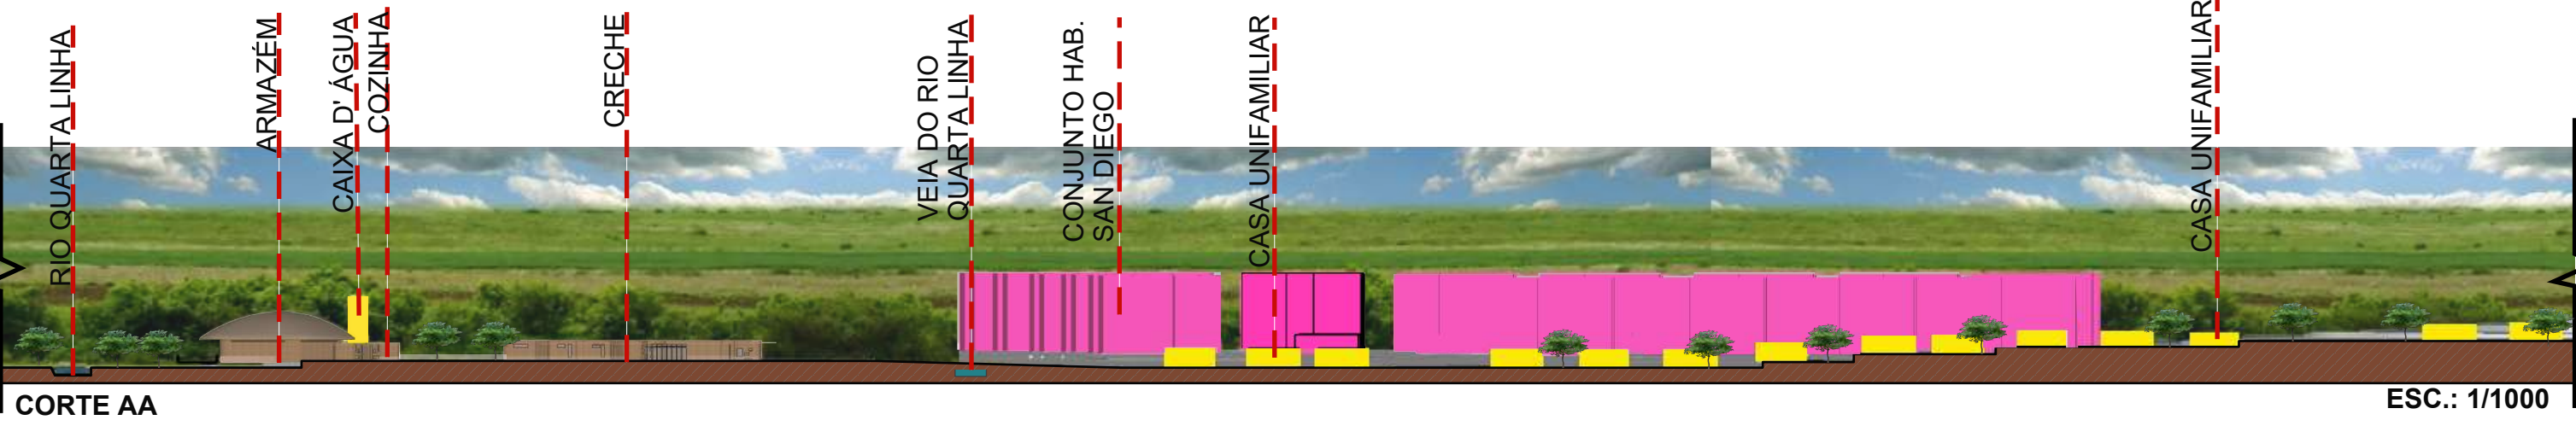 RIO QUARTA LINHA
ARMAZÉM
CAIXA D' ÁGUA
COZINHA
CRECHE
VEIA DO RIO
QUARTA LINHA
CONJUNTO HAB.
SAN DIEGO
CASA UNIFAMILIAR
CASA UNIFAMILIAR
CORTE AA
ESC.: 1/1000